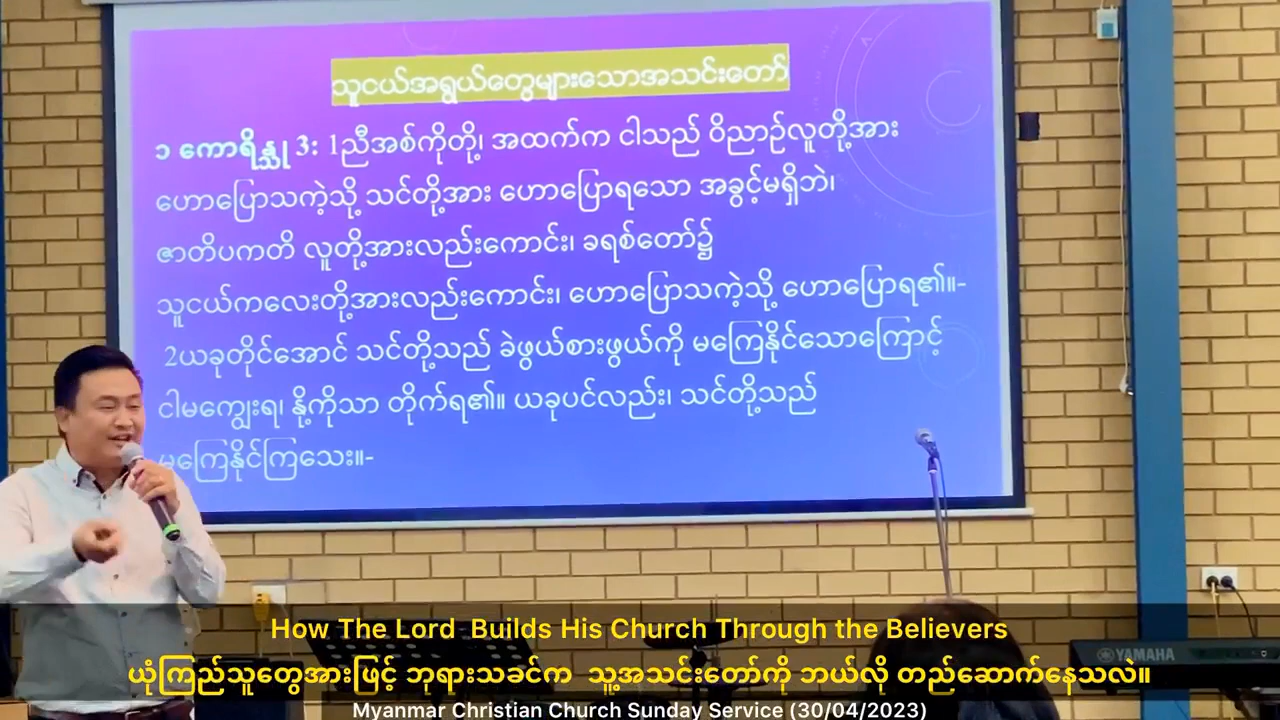 သူငယ်အရွယ်တွေများသောအသင်းတော်
၁ ကောရိန္သု 3: 1ညီအစ်ကိုတို့၊ အထက်က ငါသည် ဝိညာဉ်လူတို့အား
ဟောပြောသကဲ့သို့ သင်တို့အား ဟောပြောရသော အခွင့်မရှိဘဲ၊
ဇာတိပကတိ လူတို့အားလည်းကောင်း၊ ခရစ်တော်၌
သူငယ်ကလေးတို့အားလည်းကောင်း၊ ဟောပြောသကဲ့သို့ ဟောပြောရ၏။-
2ယခုတိုင်အောင် သင်တို့သည် ခဲဖွယ်စားဖွယ်ကို မကြေနိုင်သောကြောင့်
ငါမကျွေးရ၊ နို့ကိုသာ တိုက်ရ၏။ ယခုပင်လည်း၊ သင်တို့သည်
မကြေနိုင်ကြသေး။-
How The Lord Builds His Church Through the Believers
YAMAHA
ယုံကြည်သူတွေအားဖြင့် ဘုရားသခင်က သူ့အသင်းတော်ကို ဘယ်လို တည်ဆောက်နေသလဲ။
Myanmar Christian Church Sunday Service (30/04/2023)